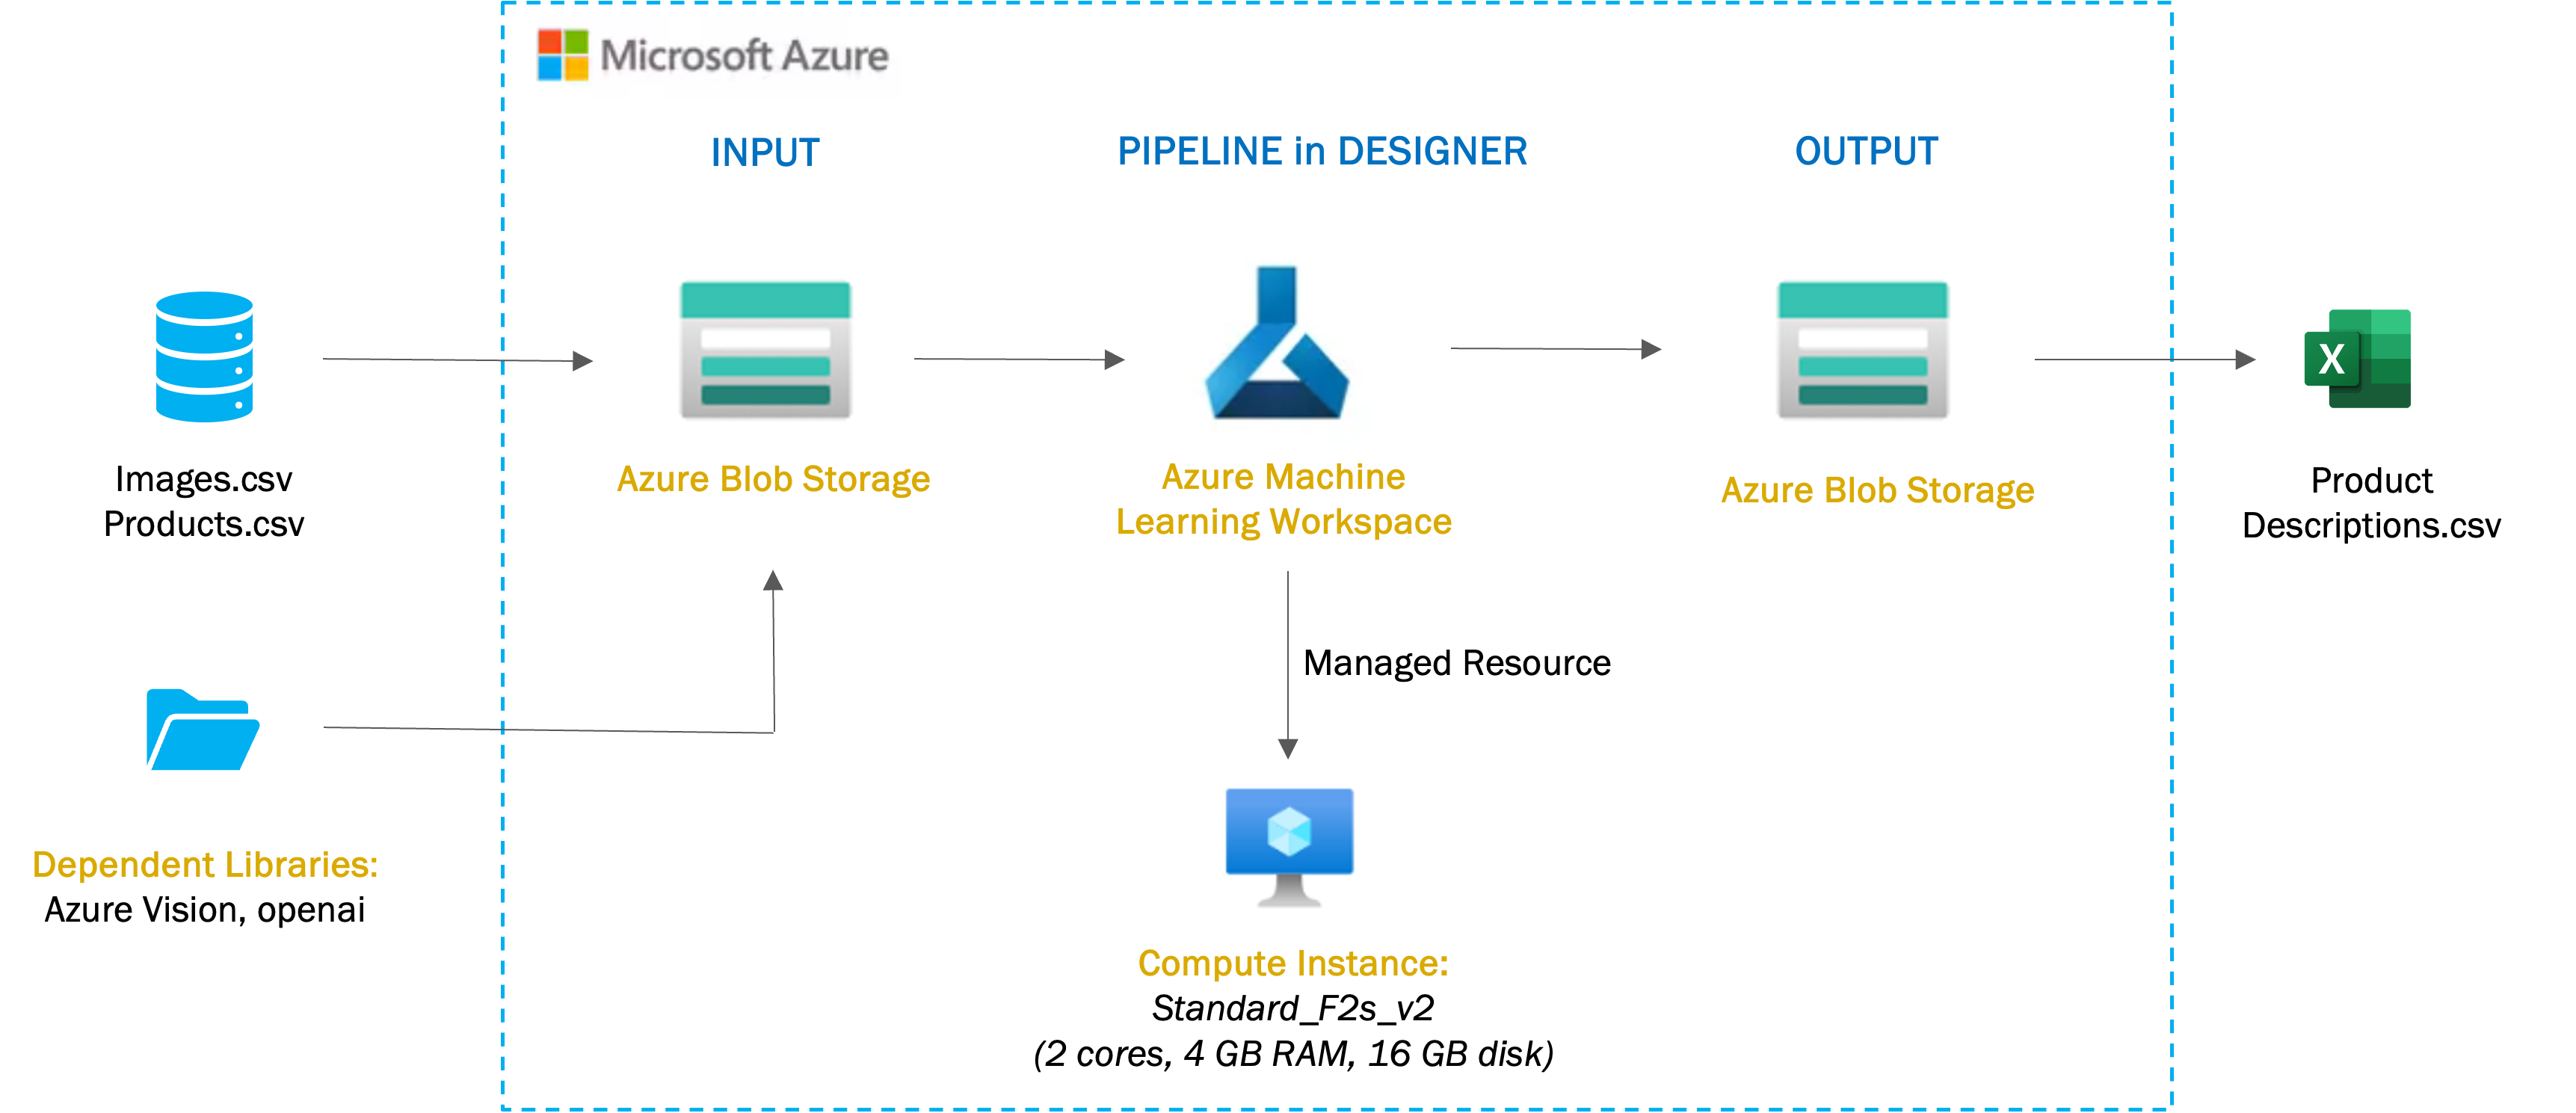 Microsoft Azure
INPUT
PIPELINE in DESIGNER
OUTPUT
Images.csv
Products.csv
Azure Blob Storage
Azure Machine
Learning Workspace
Azure Blob Storage
X
Product
Descriptions.csv
Managed Resource
Dependent Libraries:
Azure Vision, openai
Compute Instance:
Standard_F2s_v2
(2 cores, 4 GB RAM, 16 GB disk)